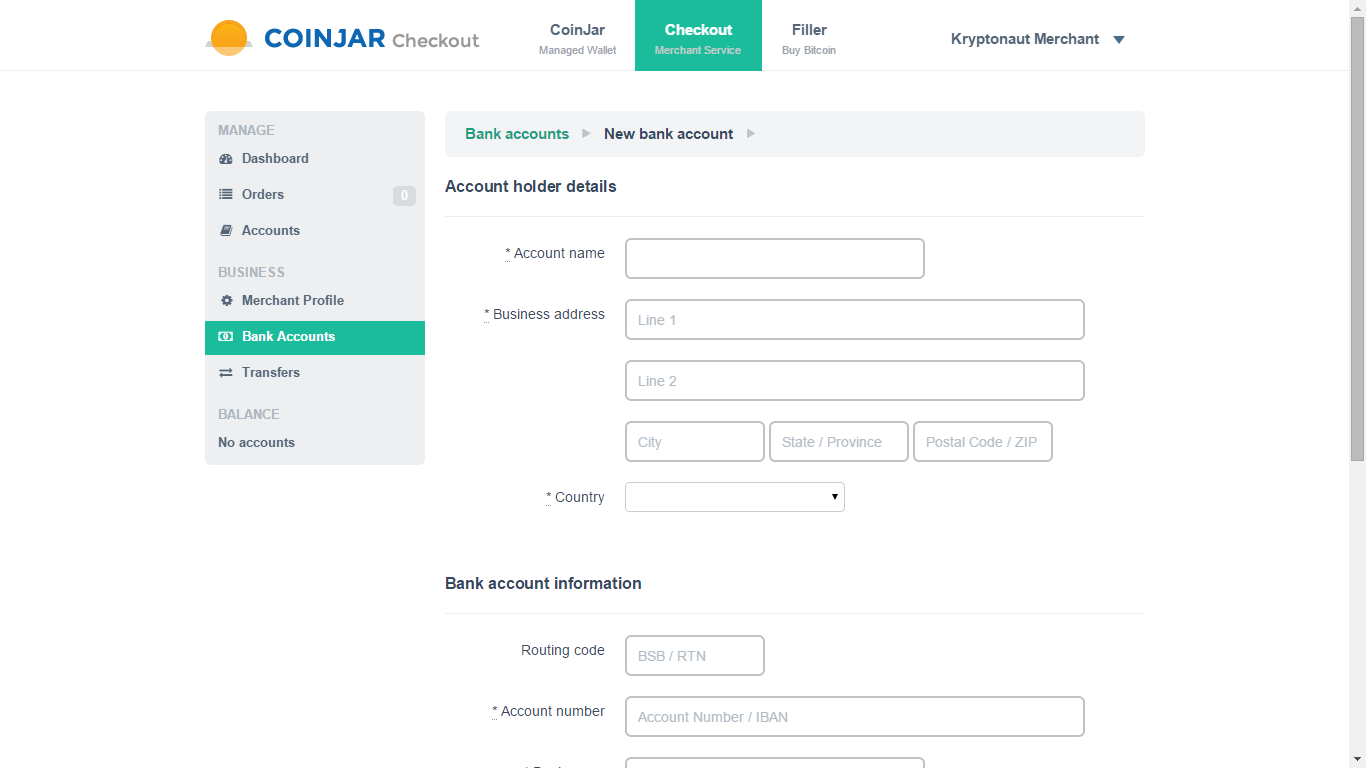 COINJAR Checkout
CoinJar
Managed Wallet
Checkout
Merchant Service
Filler
Buy Bitcoin
Kryptonaut Merchant
MANAGE
Dashboard
Orders 0
Accounts
BUSINESS
Merchant Profile
Bank Accounts
Transfers
BALANCE
No accounts
Bank accounts New bank account
Account holder details
* Account name
* Business address Line 1
Line 2
City State / Province Postal Code / ZIP
* Country
Bank account information
Routing code BSB / RTN
* Account number Account Number / IBAN